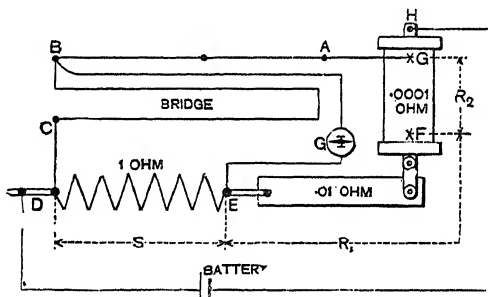 H
B
A
G
.0001
OHM
R2
BRIDGE
C
G
F
1 OHM
.01 OHM
D
E
S
R1
BATTERY